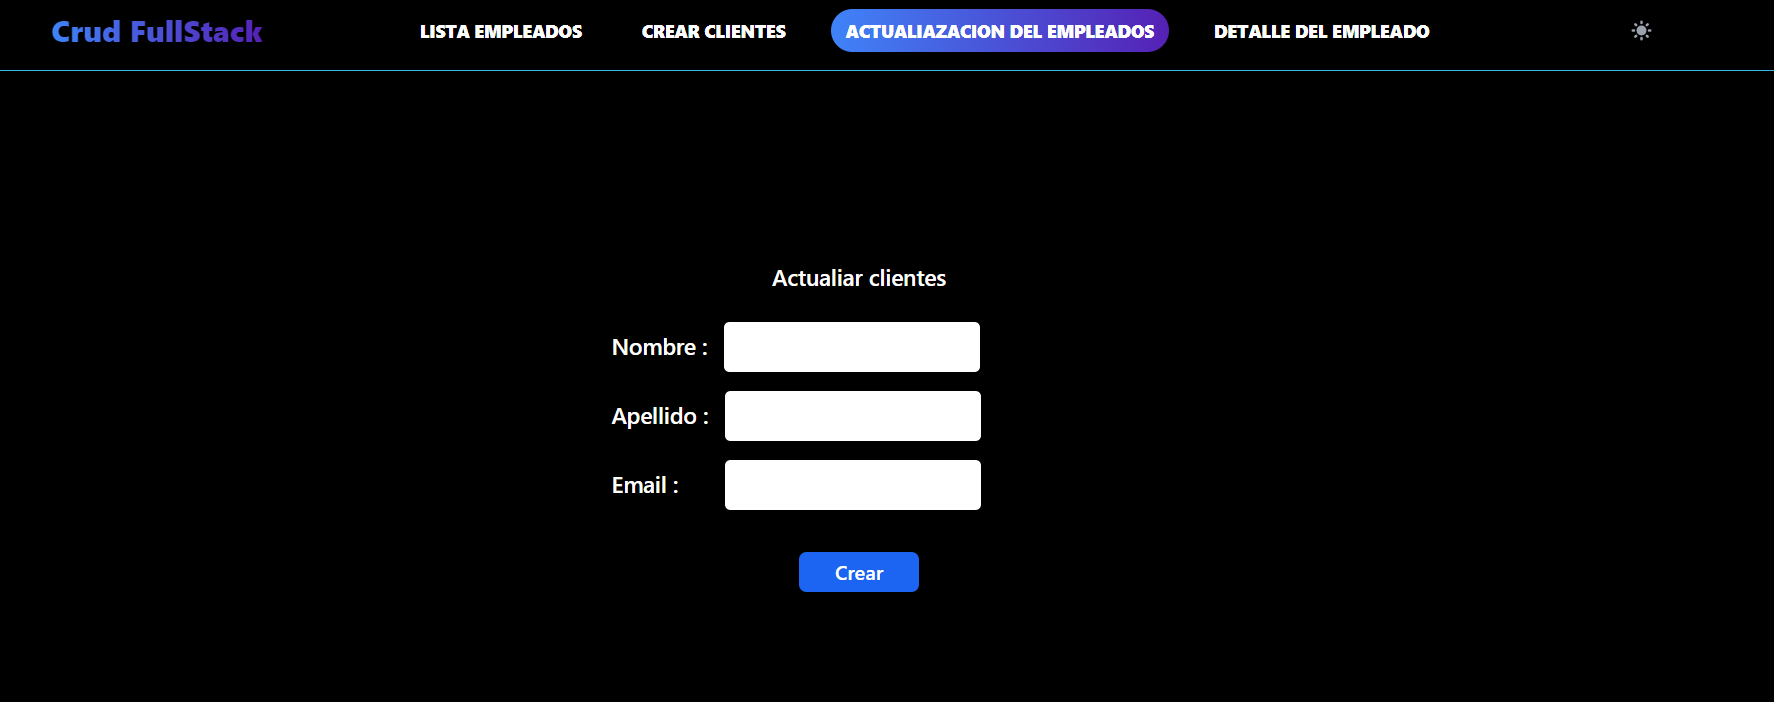 Crud FullStack
LISTA EMPLEADOS
CREAR CLIENTES
ACTUALIAZACION DEL EMPLEADOS
DETALLE DEL EMPLEADO
Actualiar clientes
Nombre :
Apellido :
Email :
Crear